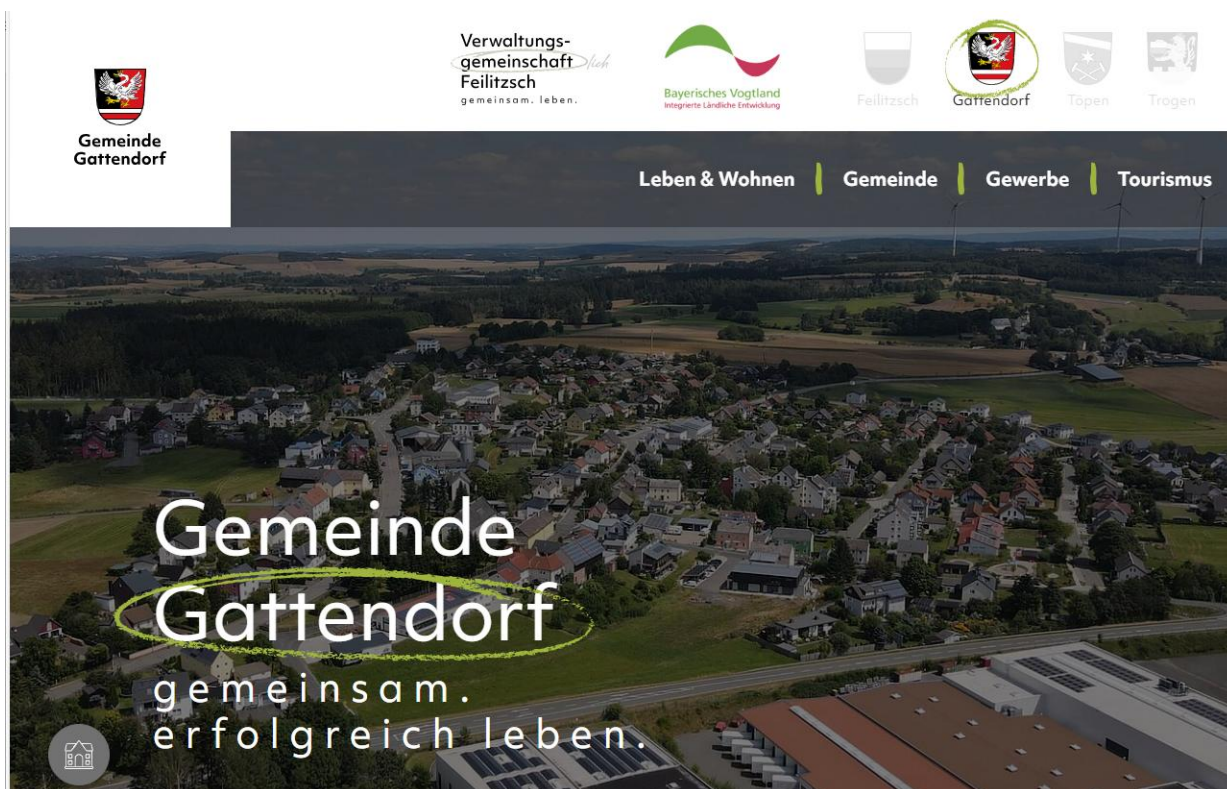 Verwaltungs-
gemeinschaft lich
Feilitzsch
gemeinsam. leben.
Bayerisches Vogtland
Integrierte Ländliche Entwicklung
Feilitzsch
Gattendorf
Töpen
Trogen
Gemeinde
Gattendorf
Leben & Wohnen
Gemeinde
Gewerbe
Tourismus
Gemeinde
Gattendorf
gemeinsam.
erfolgreich leben.